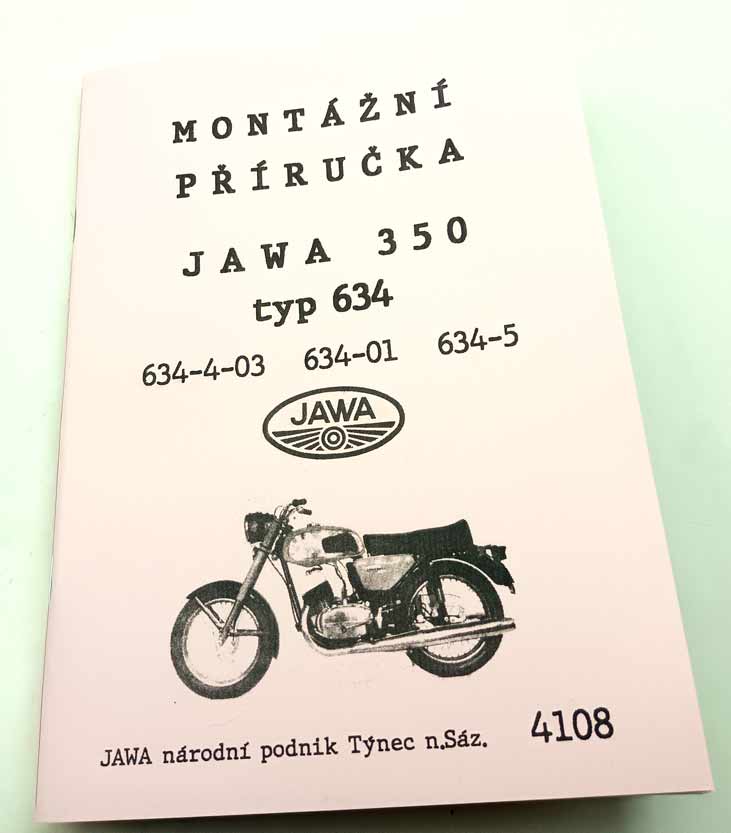 MONTÁŽNÍ
PŘÍRUČKA
JAWA 350
typ 634
634-4-03 634-01 634-5
JAWA
JAWA národní podnik Týnec n.Sáz. 4108